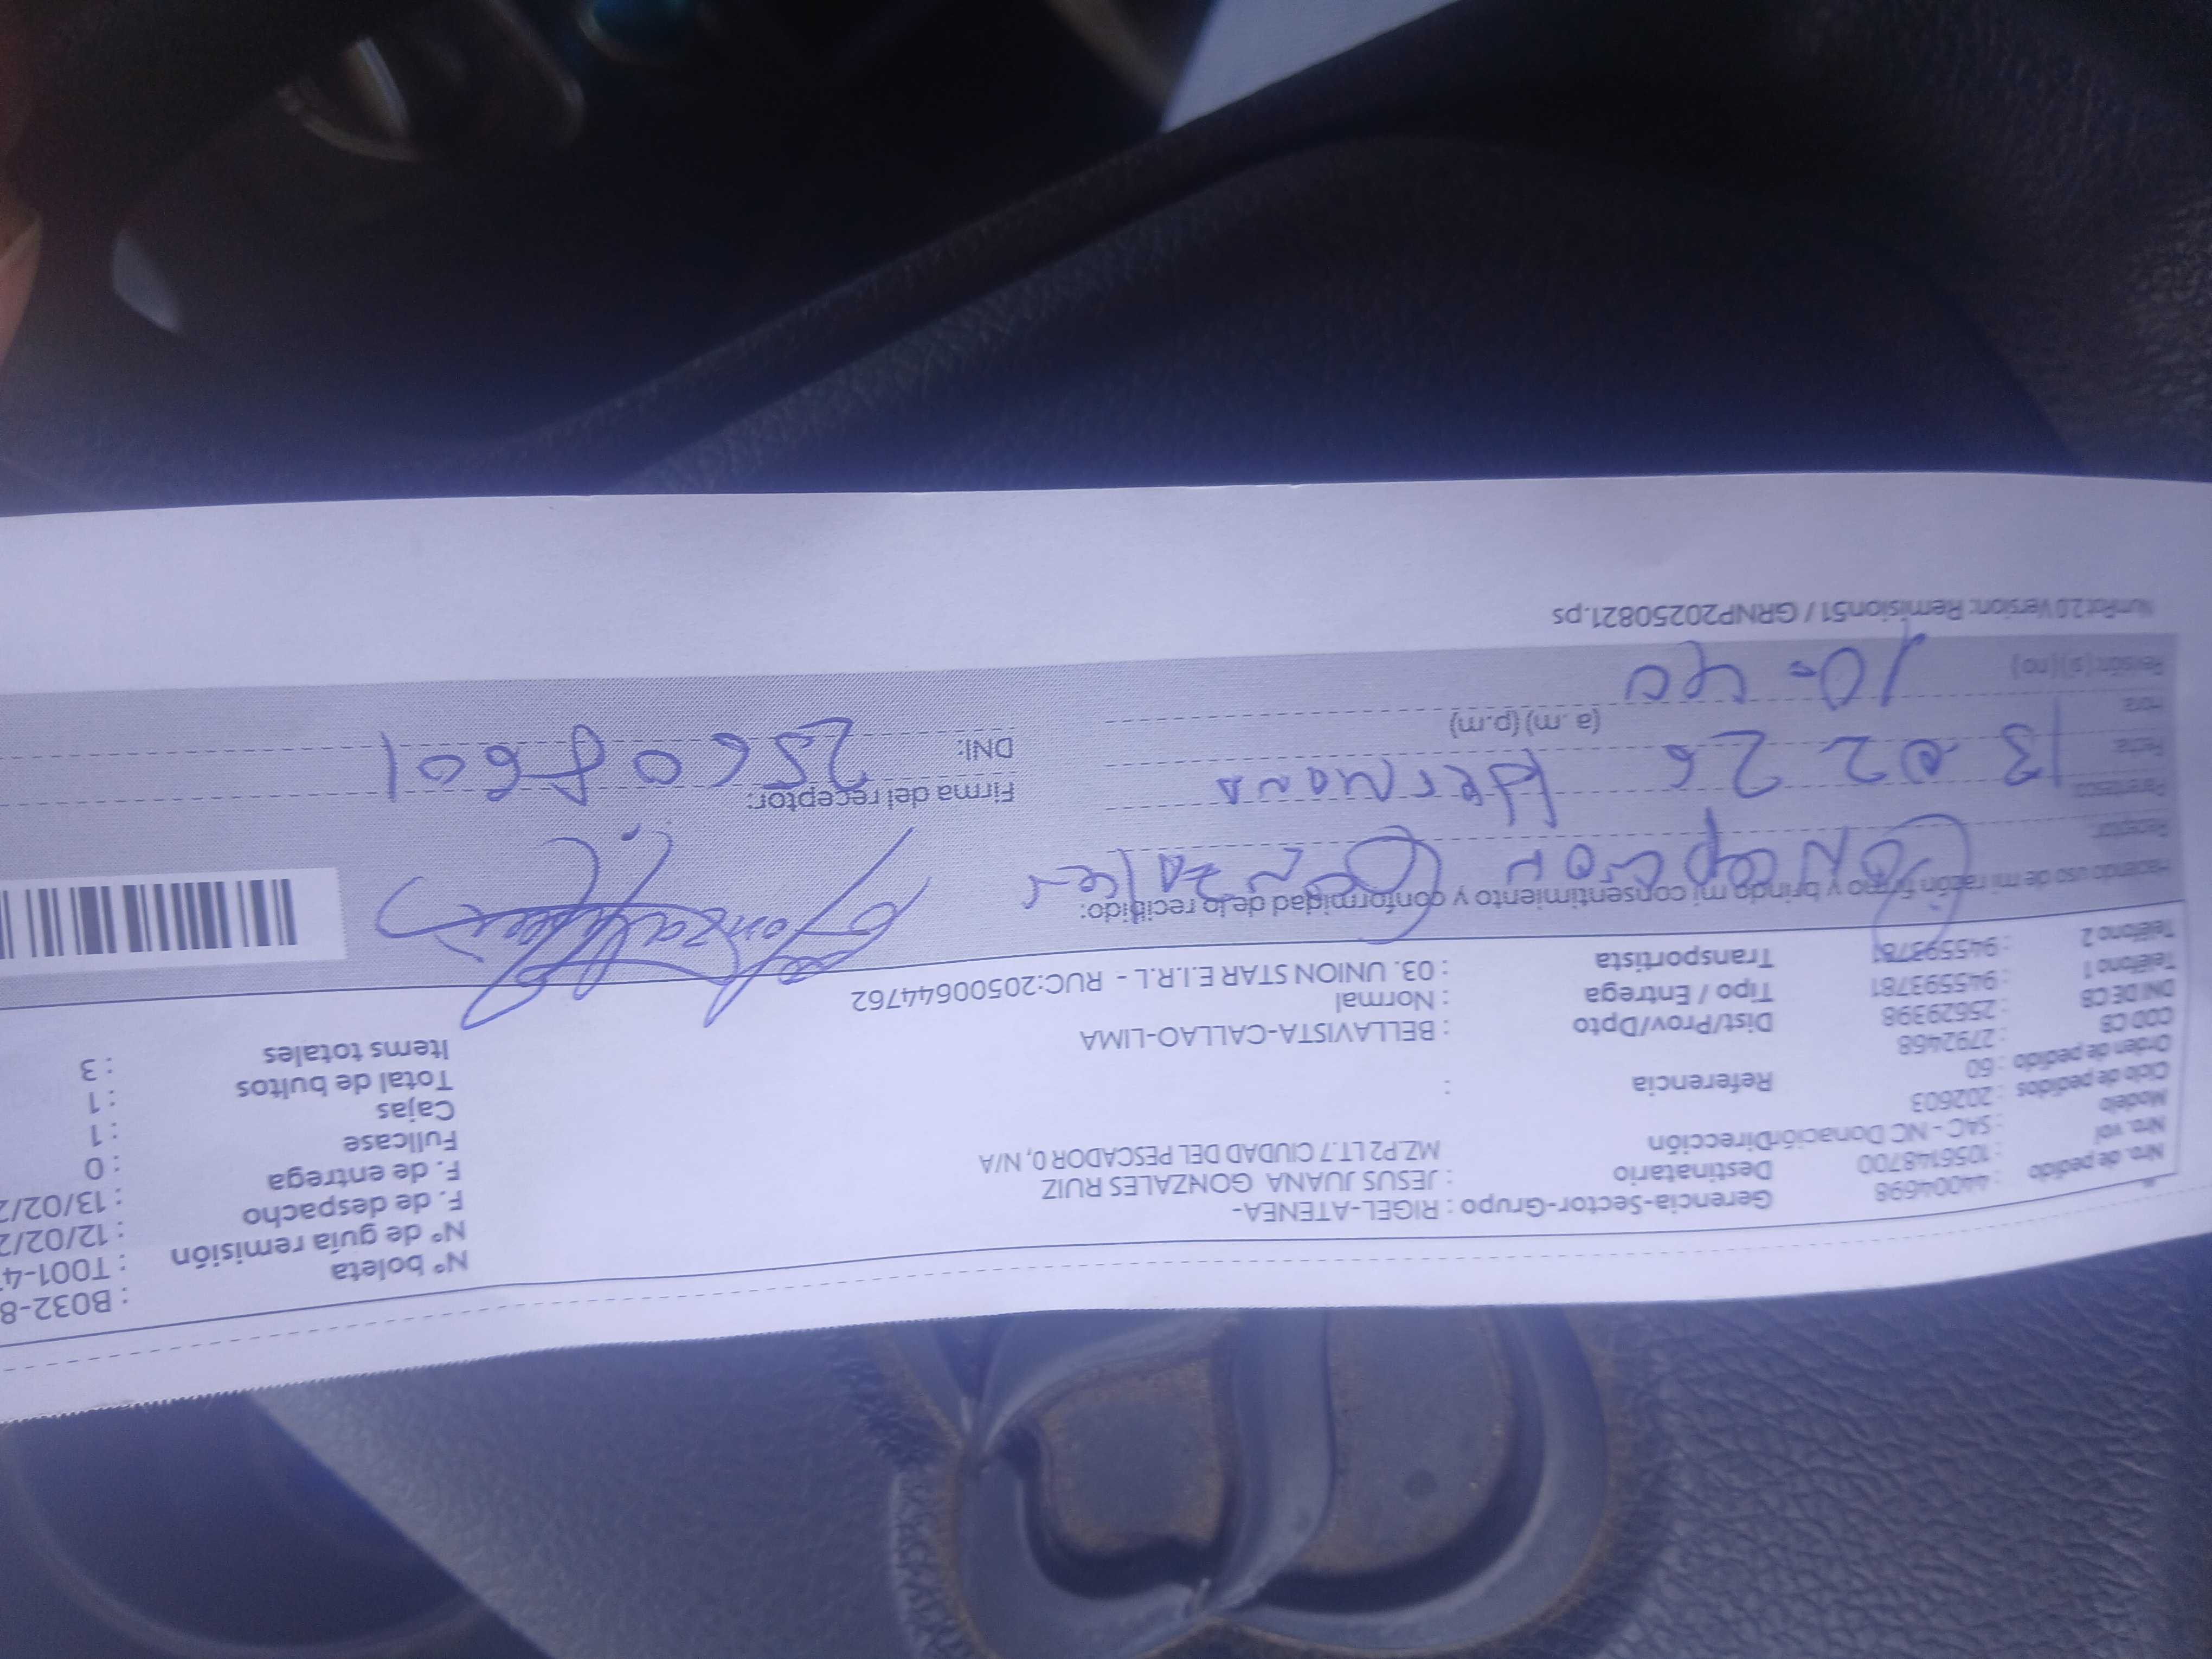 Nro. de pedido : 44004698
Nro. vol : 1056148700
Modelo : SAC - NC Donación
Ciclo de pedidos : 202603
Orden de pedido : 60
COD CB : 2792468
DNI DE CB : 25629398
Teléfono 1 : 945593781
Teléfono 2 : 945593781
Gerencia-Sector-Grupo : RIGEL-ATENEA-
Destinatario : JESUS JUANA GONZALES RUIZ
Dirección MZ.P2 LT.7 CIUDAD DEL PESCADOR 0, N/A
Referencia :
Dist/Prov/Dpto : BELLAVISTA-CALLAO-LIMA
Tipo / Entrega : Normal
Transportista : 03. UNION STAR E.I.R.L - RUC:20500644762
Nº boleta : B032-8
Nº de guía remisión : T001-4
F. de despacho : 12/02/2
F. de entrega : 13/02/2
Fullcase : 0
Cajas : 1
Total de bultos : 1
Items totales : 3
Haciendo uso de mi razón firmo y brindo mi consentimiento y conformidad de lo recibido:
Receptor Concepcion Gonzales
Parentesco Hermana
Fecha 13 02 26
Hora (a.m) (p.m)
10-40
Firma del receptor:
DNI: 25608601
Versión: Remision51 / GRNP20250821.ps